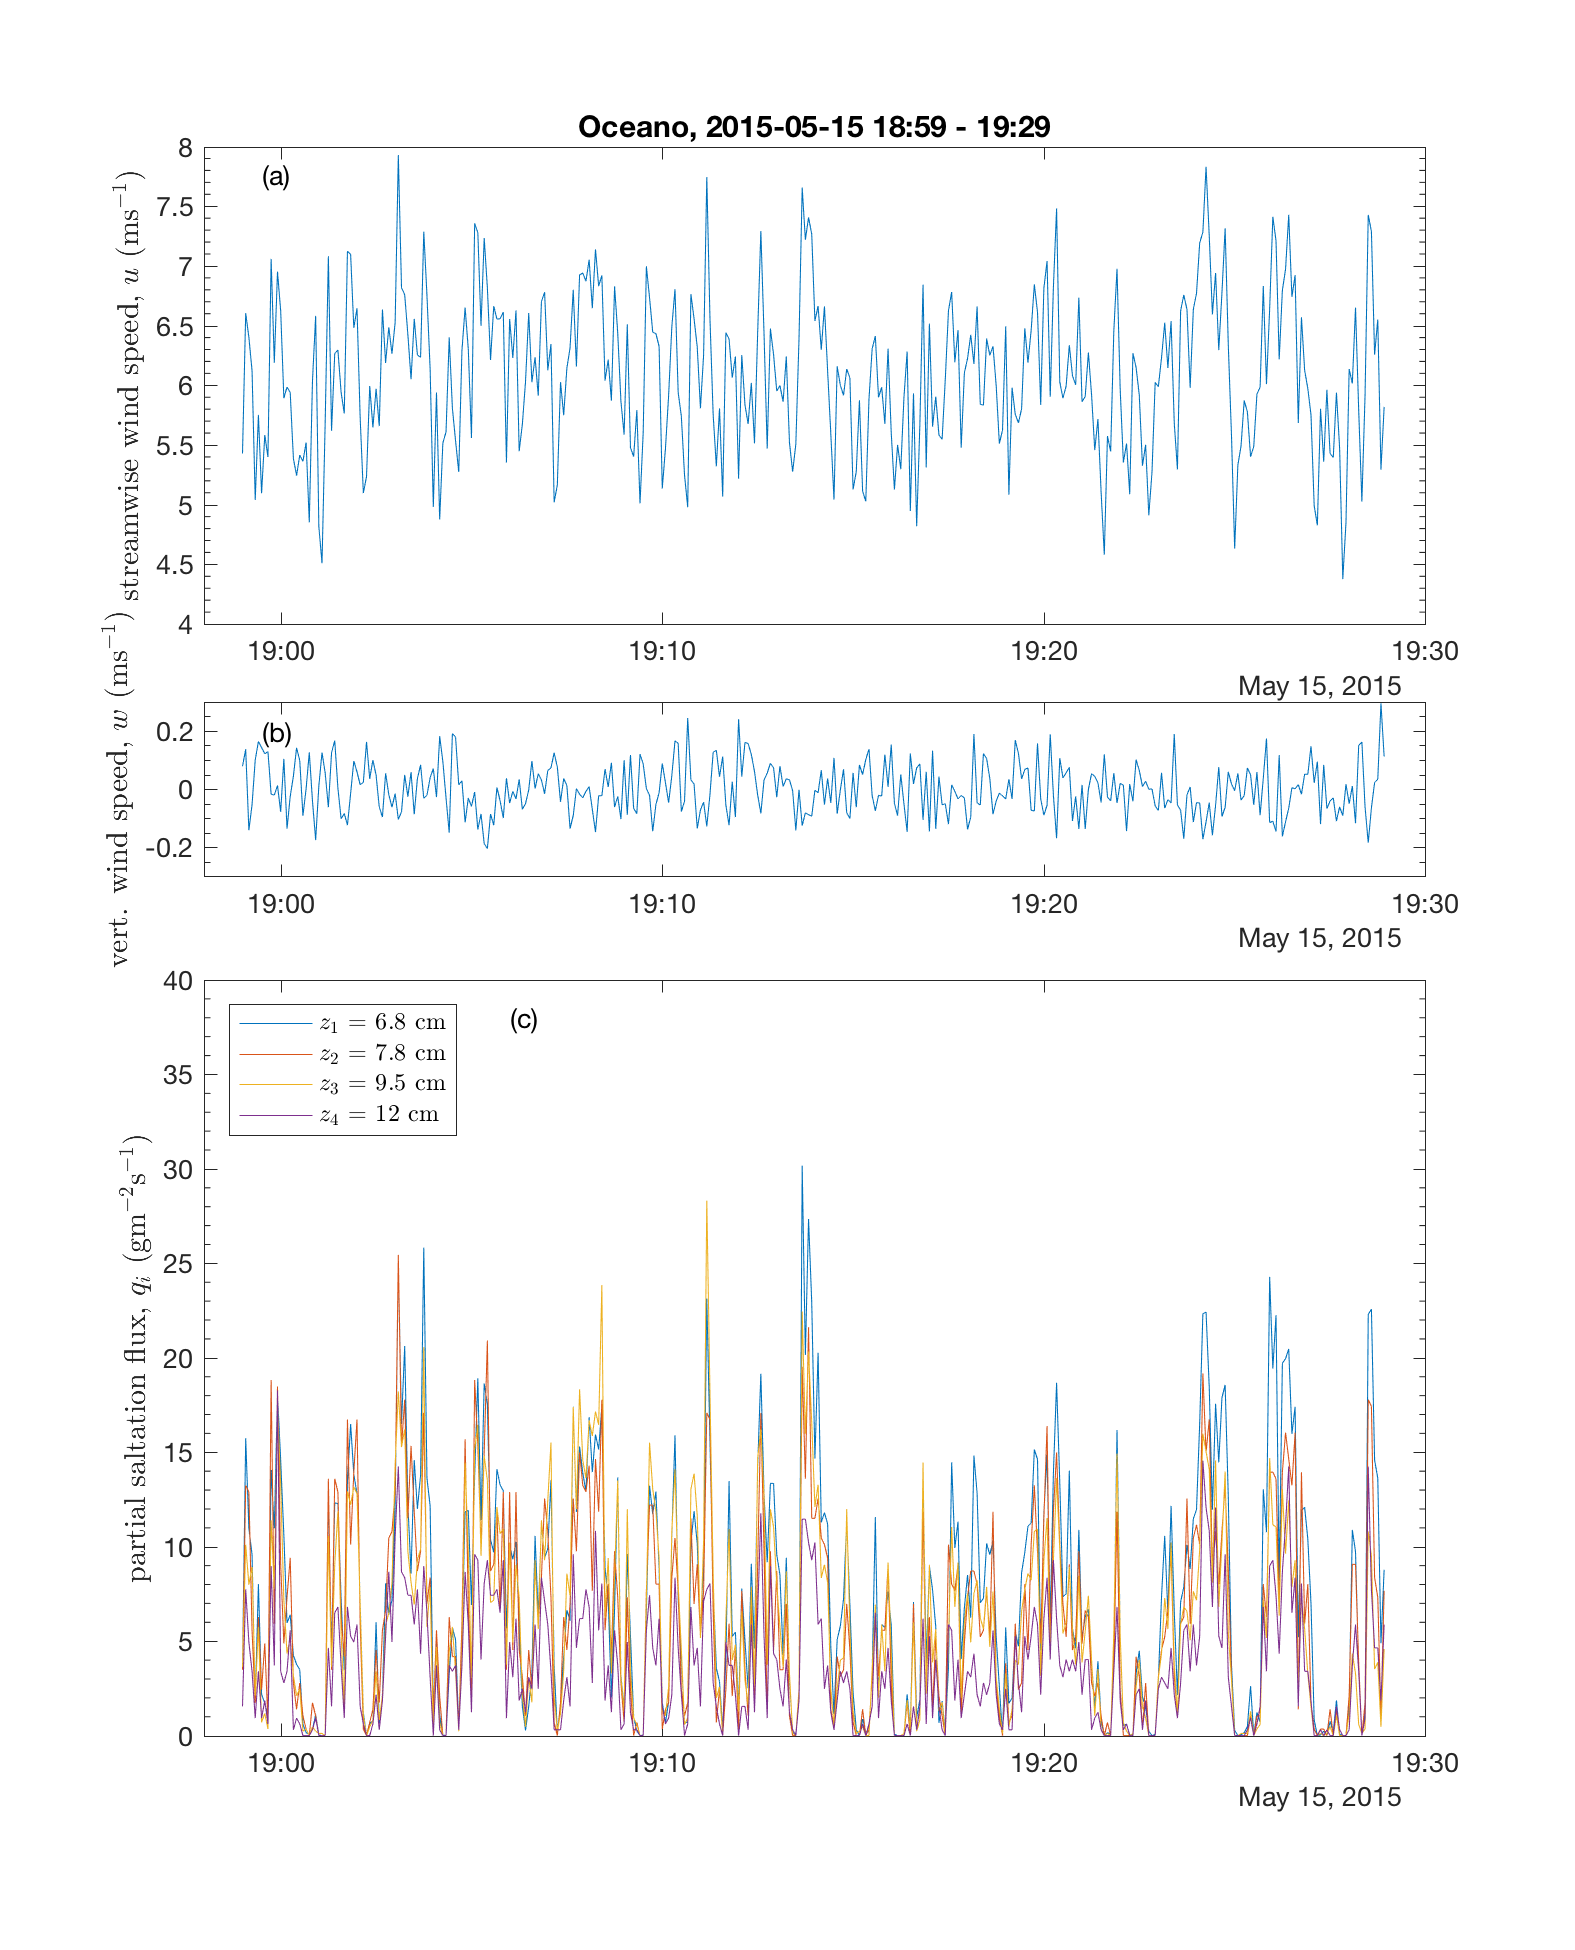 Oceano, 2015-05-15 18:59 - 19:29
(a)
streamwise wind speed, u (ms⁻¹)
8
7.5
7
6.5
6
5.5
5
4.5
4
19:00 19:10 19:20 19:30
May 15, 2015
(b)
vert. wind speed, w (ms⁻¹)
0.2
0
-0.2
19:00 19:10 19:20 19:30
May 15, 2015
(c)
partial saltation flux, qᵢ (gm⁻²s⁻¹)
40
35
30
25
20
15
10
5
0
z₁ = 6.8 cm
z₂ = 7.8 cm
z₃ = 9.5 cm
z₄ = 12 cm
19:00 19:10 19:20 19:30
May 15, 2015